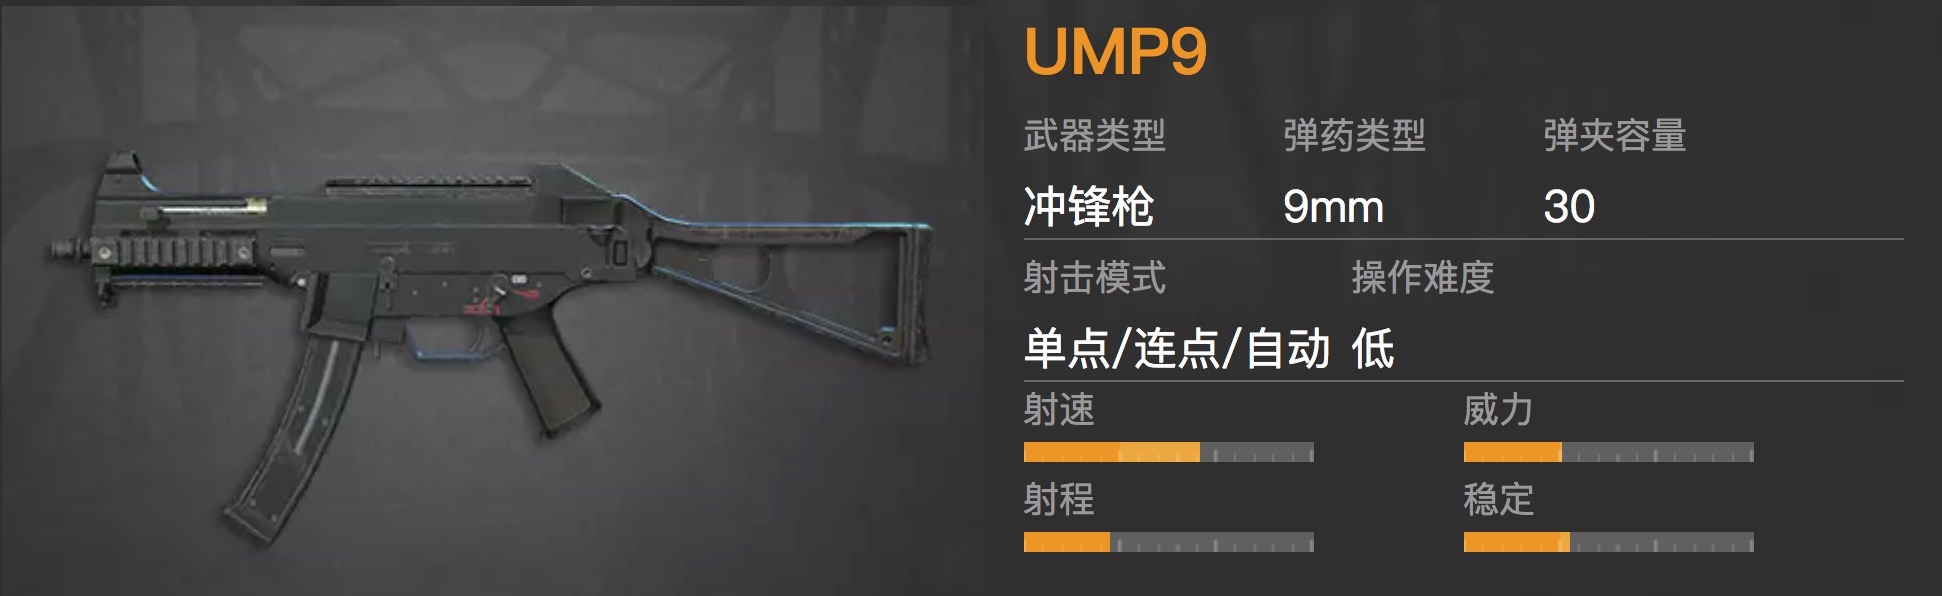 UMP9
武器类型 弹药类型 弹夹容量
冲锋枪 9mm 30
射击模式 操作难度
单点/连点/自动 低
射速 威力
射程 稳定